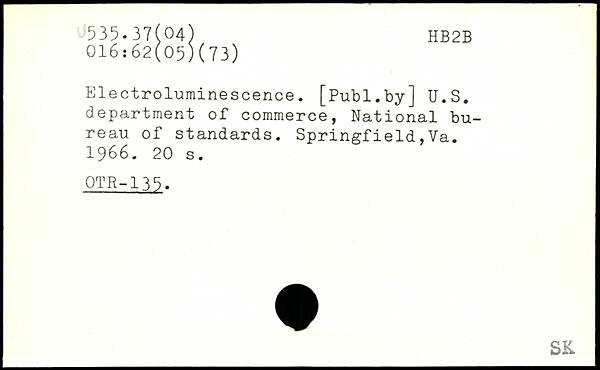 U535.37(04) HB2B
016:62(05)(73)
Electroluminescence. [Publ.by] U.S.
department of commerce, National bu-
reau of standards. Springfield,Va.
1966. 20 s.
OTR-135.
SK